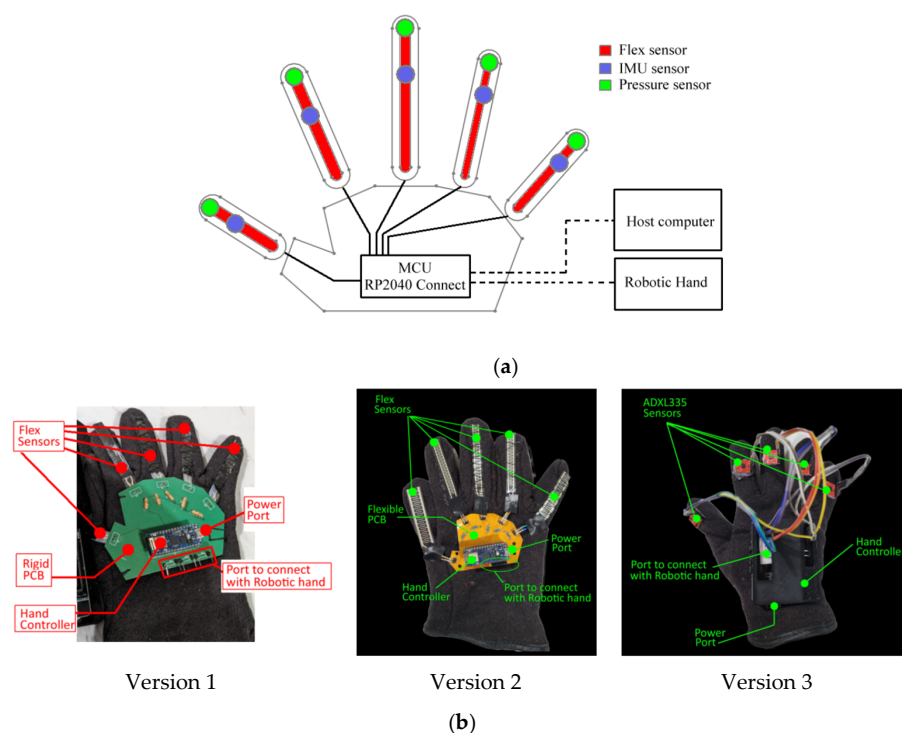 Flex sensor
IMU sensor
Pressure sensor
Host computer
MCU
RP2040 Connect
Robotic Hand
(a)
Flex
Sensors
Power
Port
Rigid
PCB
Port to connect
with Robotic hand
Hand
Controller
Version 1
Flex
Sensors
Flexible
PCB
Power
Port
Hand
Controller
Port to connect
with Robotic hand
Version 2
ADXL335
Sensors
Port to connect
with Robotic hand
Hand
Controller
Power
Port
Version 3
(b)